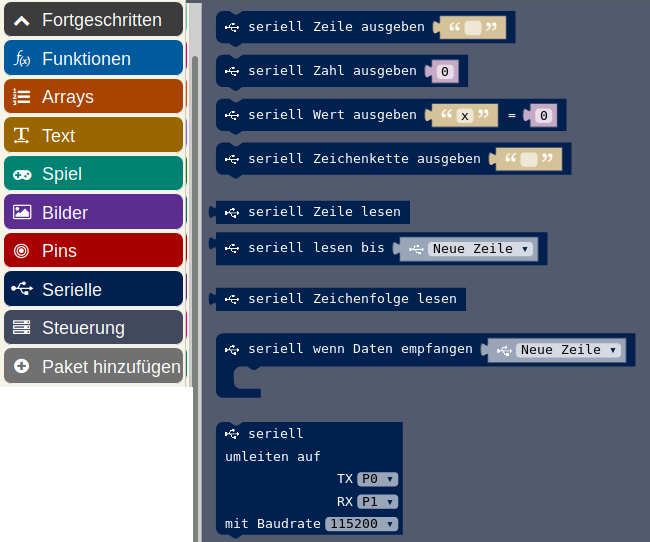 Fortgeschritten
Funktionen
Arrays
Text
Spiel
Bilder
Pins
Serielle
Steuerung
Paket hinzufügen
seriell Zeile ausgeben “ ”
seriell Zahl ausgeben 0
seriell Wert ausgeben “ x ” = 0
seriell Zeichenkette ausgeben “ ”
seriell Zeile lesen
seriell lesen bis Neue Zeile
seriell Zeichenfolge lesen
seriell wenn Daten empfangen Neue Zeile
seriell
umleiten auf
TX P0
RX P1
mit Baudrate 115200